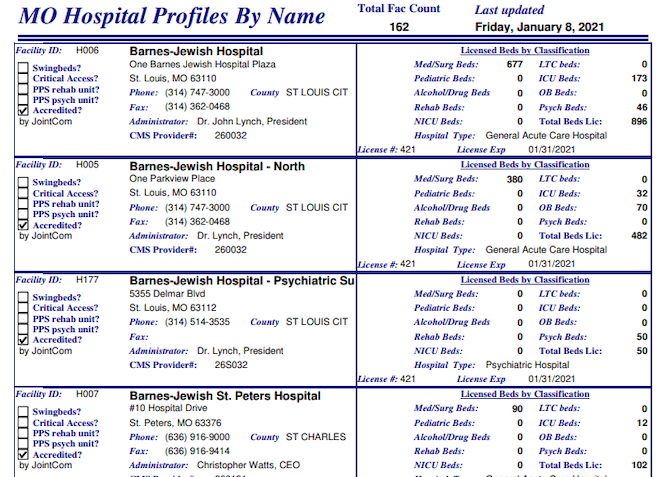 MO Hospital Profiles By Name
Total Fac Count
162
Last updated
Friday, January 8, 2021
Facility ID: H006
Swingbeds?
Critical Access?
PPS rehab unit?
PPS psych unit?
Accredited?
by JointCom
Barnes-Jewish Hospital
One Barnes Jewish Hospital Plaza
St. Louis, MO 63110
Phone: (314) 747-3000 County ST LOUIS CIT
Fax: (314) 362-0468
Administrator: Dr. John Lynch, President
CMS Provider#: 260032
Licensed Beds by Classification
Med/Surg Beds: 677 LTC beds: 0
Pediatric Beds: 0 ICU Beds: 173
Alcohol/Drug Beds 0 OB Beds: 0
Rehab Beds: 0 Psych Beds: 46
NICU Beds: 0 Total Beds Lic: 896
Hospital Type: General Acute Care Hospital
License #: 421 License Exp 01/31/2021
Facility ID: H005
Swingbeds?
Critical Access?
PPS rehab unit?
PPS psych unit?
Accredited?
by JointCom
Barnes-Jewish Hospital - North
One Parkview Place
St. Louis, MO 63110
Phone: (314) 747-3000 County ST LOUIS CIT
Fax: (314) 362-0468
Administrator: Dr. Lynch, President
CMS Provider#: 260032
Licensed Beds by Classification
Med/Surg Beds: 380 LTC beds: 0
Pediatric Beds: 0 ICU Beds: 32
Alcohol/Drug Beds 0 OB Beds: 70
Rehab Beds: 0 Psych Beds: 0
NICU Beds: 0 Total Beds Lic: 482
Hospital Type: General Acute Care Hospital
License #: 421 License Exp 01/31/2021
Facility ID: H177
Swingbeds?
Critical Access?
PPS rehab unit?
PPS psych unit?
Accredited?
by JointCom
Barnes-Jewish Hospital - Psychiatric Su
5355 Delmar Blvd
St. Louis, MO 63112
Phone: (314) 514-3535 County ST LOUIS CIT
Fax:
Administrator: Dr. Lynch, President
CMS Provider#: 26S032
Licensed Beds by Classification
Med/Surg Beds: 0 LTC beds: 0
Pediatric Beds: 0 ICU Beds: 0
Alcohol/Drug Beds 0 OB Beds: 0
Rehab Beds: 0 Psych Beds: 50
NICU Beds: 0 Total Beds Lic: 50
Hospital Type: Psychiatric Hospital
License #: 421 License Exp 01/31/2021
Facility ID: H007
Swingbeds?
Critical Access?
PPS rehab unit?
PPS psych unit?
Accredited?
by JointCom
Barnes-Jewish St. Peters Hospital
#10 Hospital Drive
St. Peters, MO 63376
Phone: (636) 916-9000 County ST CHARLES
Fax: (636) 916-9414
Administrator: Christopher Watts, CEO
Licensed Beds by Classification
Med/Surg Beds: 90 LTC beds: 0
Pediatric Beds: 0 ICU Beds: 12
Alcohol/Drug Beds 0 OB Beds: 0
Rehab Beds: 0 Psych Beds: 0
NICU Beds: 0 Total Beds Lic: 102